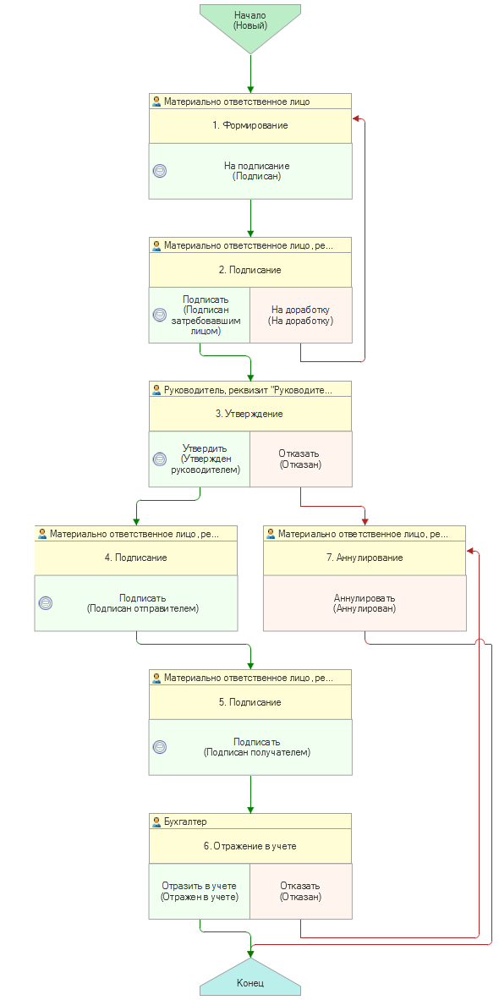 Начало
(Новый)
Материально ответственное лицо
1. Формирование
На подписание
(Подписан)
Материально ответственное лицо, ре...
2. Подписание
Подписать
(Подписан
затребовавшим
лицом)
На доработку
(На доработку)
Руководитель, реквизит "Руководите...
3. Утверждение
Утвердить
(Утвержден
руководителем)
Отказать
(Отказан)
Материально ответственное лицо, ре...
4. Подписание
Подписать
(Подписан отправителем)
Материально ответственное лицо, ре...
7. Аннулирование
Аннулировать
(Аннулирован)
Материально ответственное лицо, ре...
5. Подписание
Подписать
(Подписан получателем)
Бухгалтер
6. Отражение в учете
Отразить в учете
(Отражен в учете)
Отказать
(Отказан)
Конец